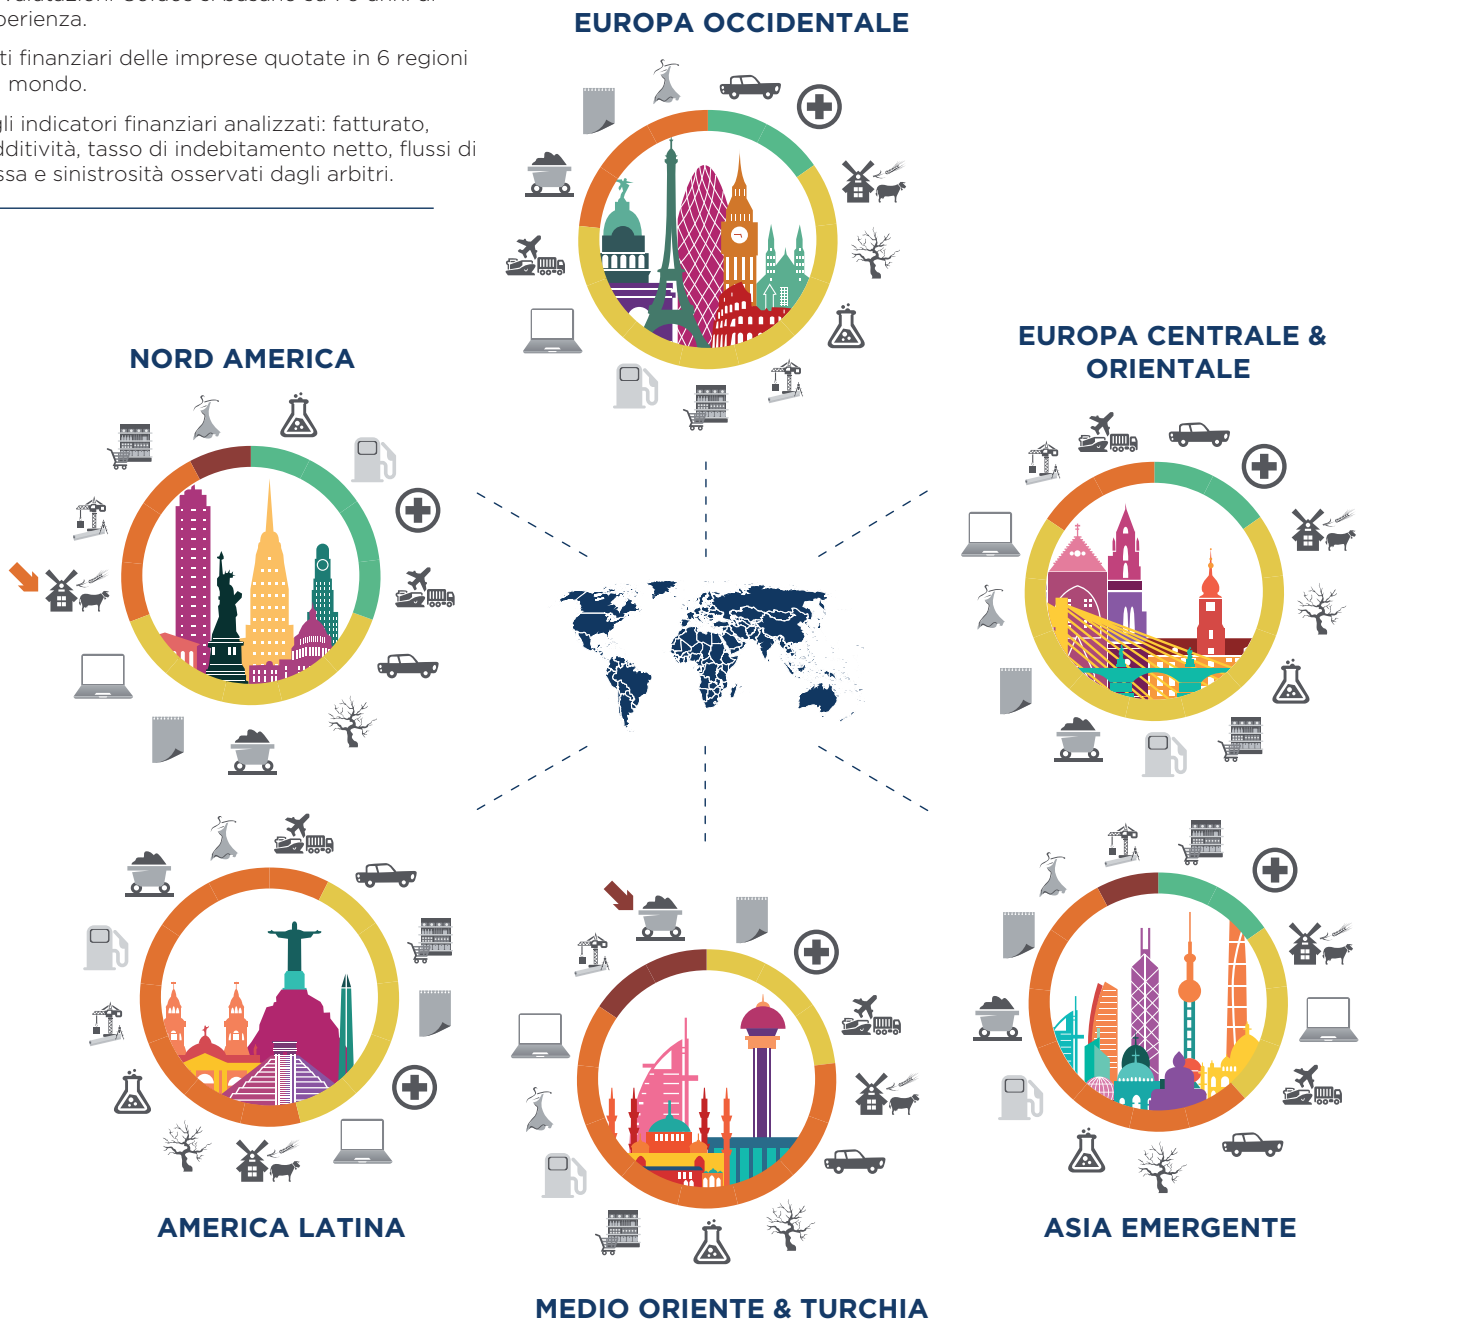 perienza.
ti finanziari delle imprese quotate in 6 regioni
mondo.
gli indicatori finanziari analizzati: fatturato,
dditività, tasso di indebitamento netto, flussi di
ssa e sinistrosità osservati dagli arbitri.
EUROPA OCCIDENTALE
NORD AMERICA
EUROPA CENTRALE &
ORIENTALE
AMERICA LATINA
ASIA EMERGENTE
MEDIO ORIENTE & TURCHIA